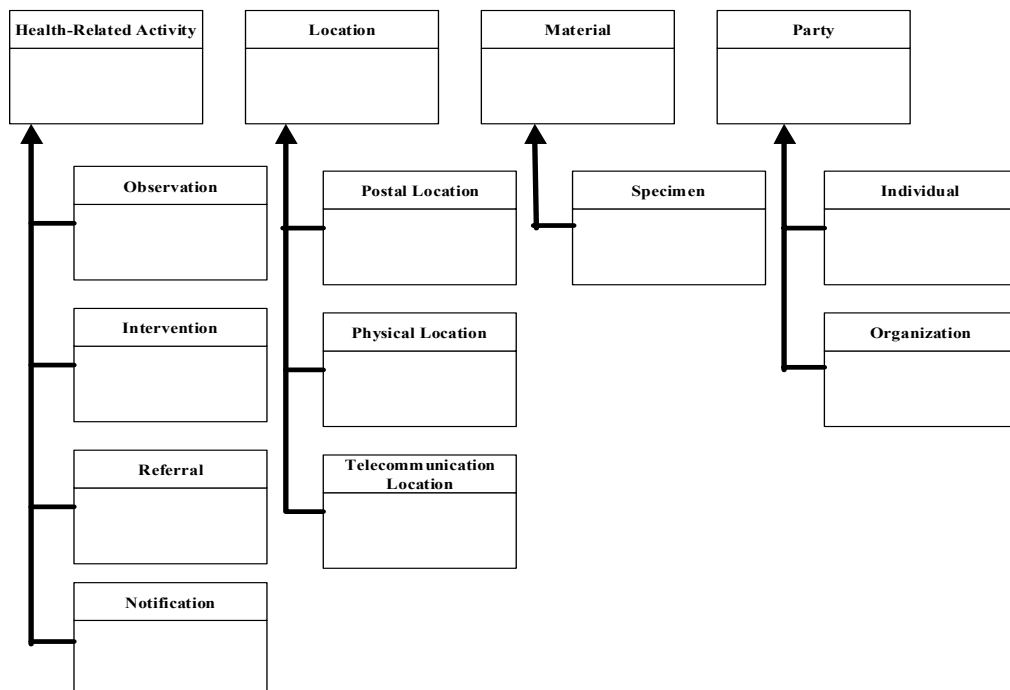 Health-Related Activity
Location
Material
Party
Observation
Postal Location
Specimen
Individual
Intervention
Physical Location
Organization
Referral
Telecommunication
Location
Notification